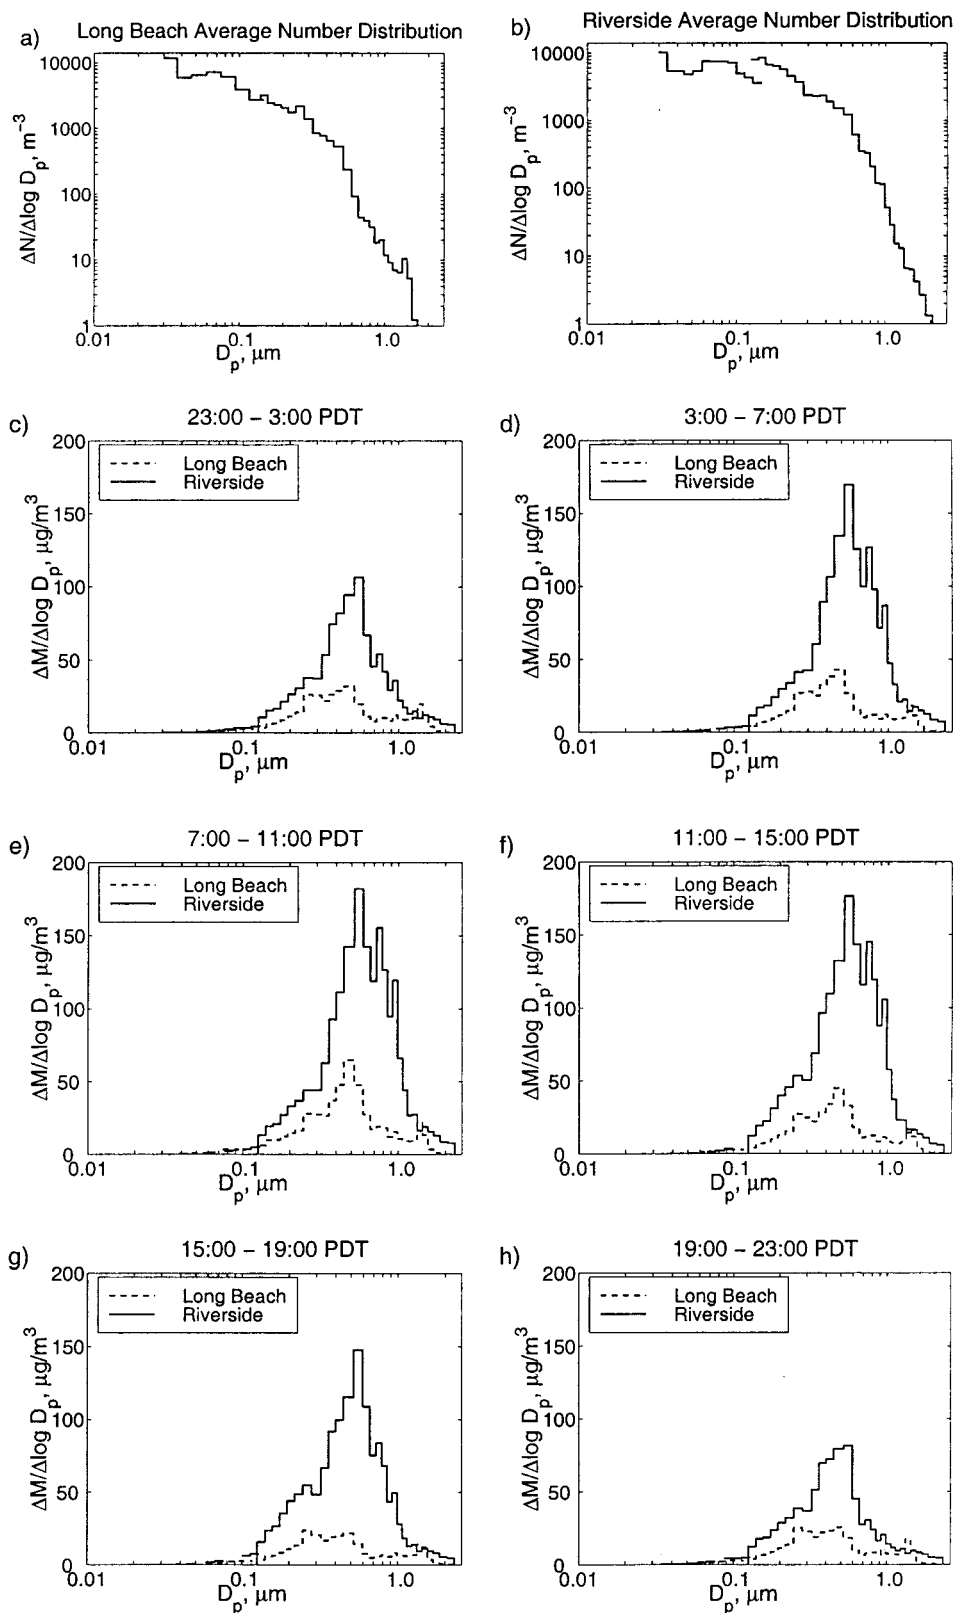 a) Long Beach Average Number Distribution
10000
1000
100
10
1
ΔN/Δlog Dp, m−3
0.01 0.1 1.0
Dp, μm
b) Riverside Average Number Distribution
10000
1000
100
10
1
ΔN/Δlog Dp, m−3
0.01 0.1 1.0
Dp, μm
c) 23:00 – 3:00 PDT
200
150
100
50
0
ΔM/Δlog Dp, μg/m3
Long Beach
Riverside
0.01 0.1 1.0
Dp, μm
d) 3:00 – 7:00 PDT
200
150
100
50
0
ΔM/Δlog Dp, μg/m3
Long Beach
Riverside
0.01 0.1 1.0
Dp, μm
e) 7:00 – 11:00 PDT
200
150
100
50
0
ΔM/Δlog Dp, μg/m3
Long Beach
Riverside
0.01 0.1 1.0
Dp, μm
f) 11:00 – 15:00 PDT
200
150
100
50
0
ΔM/Δlog Dp, μg/m3
Long Beach
Riverside
0.01 0.1 1.0
Dp, μm
g) 15:00 – 19:00 PDT
200
150
100
50
0
ΔM/Δlog Dp, μg/m3
Long Beach
Riverside
0.01 0.1 1.0
Dp, μm
h) 19:00 – 23:00 PDT
200
150
100
50
0
ΔM/Δlog Dp, μg/m3
Long Beach
Riverside
0.01 0.1 1.0
Dp, μm